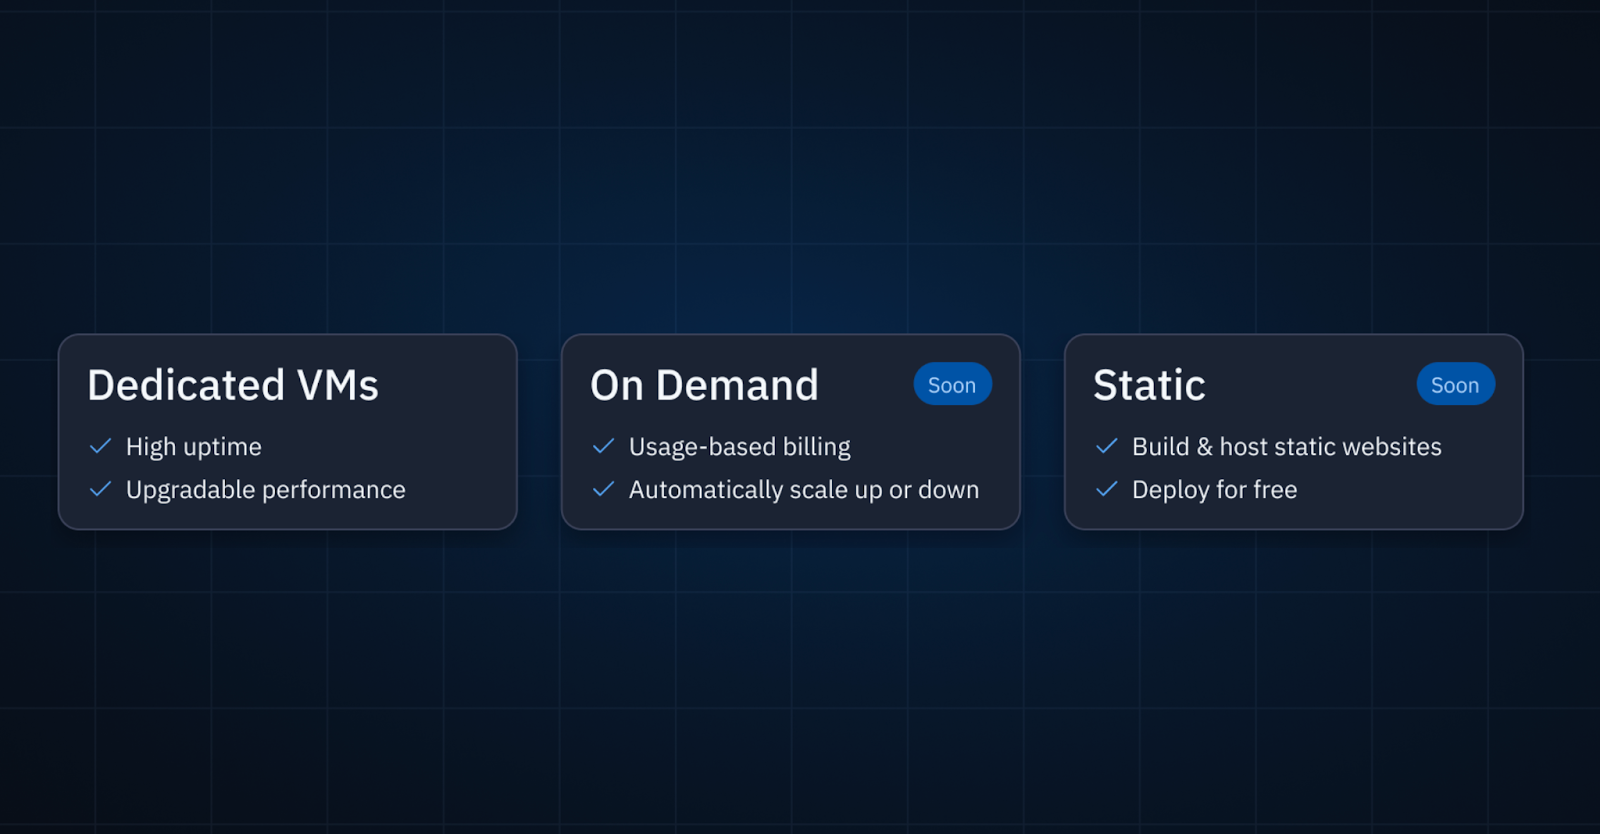 Dedicated VMs
High uptime
Upgradable performance
On Demand
Soon
Usage-based billing
Automatically scale up or down
Static
Soon
Build & host static websites
Deploy for free